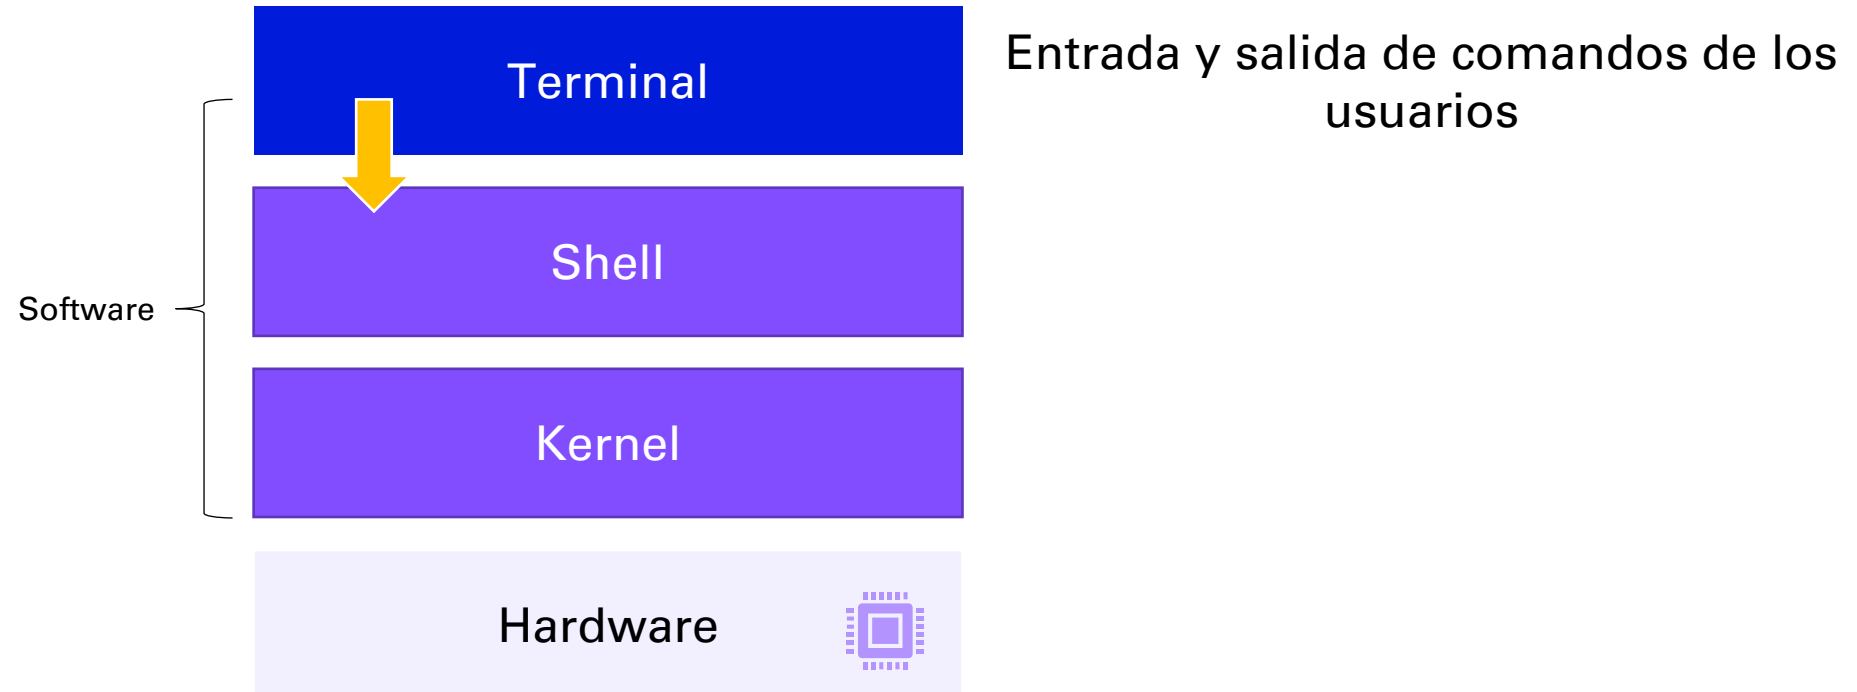 Terminal
Entrada y salida de comandos de los
usuarios
Shell
Software
Kernel
Hardware